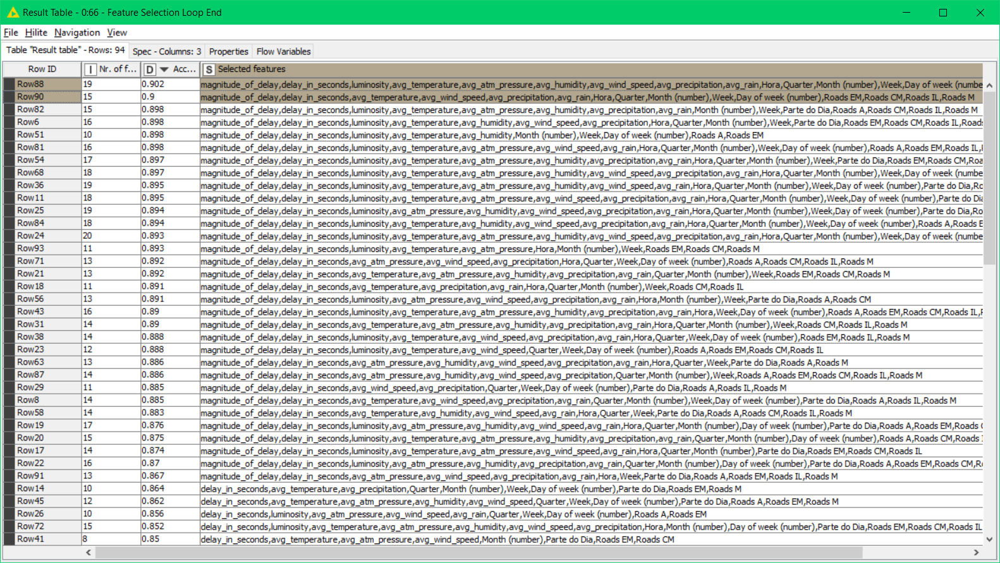 Result Table - 0:66 - Feature Selection Loop End
File Hilite Navigation View
Table "Result table" - Rows: 94 Spec - Columns: 3 Properties Flow Variables
Row ID I Nr. of f... D Acc... S Selected features
Row88 19 0.902 magnitude_of_delay,delay_in_seconds,luminosity,avg_temperature,avg_atm_pressure,avg_humidity,avg_wind_speed,avg_precipitation,avg_rain,Hora,Quarter,Month (number),Week,Day of week (numbe
Row90 15 0.9 magnitude_of_delay,delay_in_seconds,avg_temperature,avg_wind_speed,avg_precipitation,avg_rain,Hora,Quarter,Month (number),Week,Day of week (number),Roads EM,Roads CM,Roads IL,Roads M
Row82 15 0.898 magnitude_of_delay,delay_in_seconds,luminosity,avg_temperature,avg_atm_pressure,avg_humidity,avg_precipitation,avg_rain,Month (number),Week,Parte do Dia,Roads A,Roads CM,Roads IL,Roads M
Row6 16 0.898 magnitude_of_delay,delay_in_seconds,luminosity,avg_temperature,avg_humidity,avg_wind_speed,avg_precipitation,Hora,Quarter,Month (number),Week,Parte do Dia,Roads EM,Roads CM,Roads IL,Roads
Row51 10 0.898 magnitude_of_delay,delay_in_seconds,luminosity,avg_temperature,avg_humidity,Month (number),Week,Day of week (number),Roads A,Roads EM
Row81 16 0.898 magnitude_of_delay,delay_in_seconds,luminosity,avg_temperature,avg_atm_pressure,avg_wind_speed,avg_rain,Hora,Quarter,Month (number),Week,Day of week (number),Roads A,Roads EM,Roads IL,
Row54 17 0.897 magnitude_of_delay,delay_in_seconds,luminosity,avg_temperature,avg_atm_pressure,avg_humidity,avg_precipitation,avg_rain,Hora,Quarter,Month (number),Week,Parte do Dia,Roads EM,Roads CM,Roa
Row68 18 0.897 magnitude_of_delay,delay_in_seconds,luminosity,avg_temperature,avg_atm_pressure,avg_humidity,avg_wind_speed,avg_precipitation,avg_rain,Hora,Quarter,Month (number),Week,Day of week (numbe
Row36 19 0.895 magnitude_of_delay,delay_in_seconds,luminosity,avg_temperature,avg_atm_pressure,avg_humidity,avg_wind_speed,avg_rain,Hora,Quarter,Month (number),Week,Day of week (number),Parte do Dia,Ro
Row11 18 0.895 magnitude_of_delay,delay_in_seconds,luminosity,avg_temperature,avg_atm_pressure,avg_wind_speed,avg_precipitation,avg_rain,Hora,Quarter,Month (number),Week,Day of week (number),Parte do Di
Row25 19 0.894 magnitude_of_delay,delay_in_seconds,luminosity,avg_atm_pressure,avg_humidity,avg_wind_speed,avg_precipitation,avg_rain,Hora,Quarter,Month (number),Week,Day of week (number),Parte do Dia,Ro
Row84 18 0.894 magnitude_of_delay,delay_in_seconds,luminosity,avg_temperature,avg_humidity,avg_wind_speed,avg_precipitation,avg_rain,Hora,Quarter,Month (number),Week,Day of week (number),Roads A,Roads E
Row24 20 0.893 magnitude_of_delay,delay_in_seconds,luminosity,avg_temperature,avg_atm_pressure,avg_humidity,avg_wind_speed,avg_precipitation,avg_rain,Hora,Quarter,Month (number),Week,Day of week (numbe
Row93 11 0.893 magnitude_of_delay,delay_in_seconds,avg_temperature,avg_atm_pressure,Hora,Month (number),Week,Roads EM,Roads CM,Roads M
Row71 13 0.892 magnitude_of_delay,delay_in_seconds,avg_atm_pressure,avg_wind_speed,avg_precipitation,Hora,Quarter,Week,Day of week (number),Roads A,Roads CM,Roads IL,Roads M
Row21 13 0.892 magnitude_of_delay,delay_in_seconds,avg_temperature,avg_atm_pressure,avg_humidity,avg_precipitation,avg_rain,Quarter,Month (number),Week,Roads EM,Roads CM,Roads M
Row18 11 0.891 magnitude_of_delay,delay_in_seconds,avg_temperature,avg_precipitation,avg_rain,Hora,Quarter,Month (number),Week,Roads CM,Roads IL
Row56 13 0.891 magnitude_of_delay,delay_in_seconds,luminosity,avg_atm_pressure,avg_wind_speed,avg_precipitation,avg_rain,Hora,Month (number),Week,Parte do Dia,Roads A,Roads CM
Row43 16 0.89 magnitude_of_delay,delay_in_seconds,luminosity,avg_temperature,avg_atm_pressure,avg_humidity,avg_precipitation,avg_rain,Hora,Week,Day of week (number),Roads A,Roads EM,Roads CM,Roads IL,
Row31 14 0.89 magnitude_of_delay,delay_in_seconds,avg_temperature,avg_atm_pressure,avg_humidity,avg_precipitation,avg_rain,Hora,Quarter,Month (number),Week,Roads CM,Roads IL,Roads M
Row38 14 0.888 magnitude_of_delay,delay_in_seconds,luminosity,avg_temperature,avg_wind_speed,avg_precipitation,avg_rain,Hora,Quarter,Week,Day of week (number),Roads EM,Roads IL,Roads M
Row23 12 0.888 magnitude_of_delay,delay_in_seconds,luminosity,avg_temperature,avg_wind_speed,Quarter,Week,Day of week (number),Roads A,Roads EM,Roads CM,Roads IL
Row63 13 0.886 magnitude_of_delay,delay_in_seconds,avg_atm_pressure,avg_humidity,avg_wind_speed,avg_precipitation,avg_rain,Hora,Quarter,Week,Parte do Dia,Roads A,Roads M
Row87 14 0.886 magnitude_of_delay,delay_in_seconds,avg_atm_pressure,avg_humidity,avg_wind_speed,avg_precipitation,Quarter,Month (number),Week,Roads A,Roads EM,Roads CM,Roads IL,Roads M
Row29 11 0.885 magnitude_of_delay,delay_in_seconds,avg_wind_speed,avg_precipitation,Quarter,Week,Day of week (number),Parte do Dia,Roads A,Roads IL,Roads M
Row8 14 0.885 magnitude_of_delay,delay_in_seconds,avg_temperature,avg_wind_speed,avg_precipitation,avg_rain,Quarter,Month (number),Week,Day of week (number),Parte do Dia,Roads A,Roads EM,Roads M
Row58 14 0.883 magnitude_of_delay,delay_in_seconds,luminosity,avg_temperature,avg_humidity,avg_wind_speed,avg_rain,Hora,Quarter,Week,Parte do Dia,Roads A,Roads CM,Roads IL,Roads M
Row19 17 0.876 magnitude_of_delay,delay_in_seconds,luminosity,avg_temperature,avg_atm_pressure,avg_humidity,avg_wind_speed,avg_rain,Hora,Quarter,Month (number),Day of week (number),Parte do Dia,Roads EM,Roads
Row20 15 0.875 magnitude_of_delay,delay_in_seconds,luminosity,avg_temperature,avg_atm_pressure,avg_humidity,avg_precipitation,avg_rain,Quarter,Month (number),Day of week (number),Roads A,Roads CM,Roads
Row17 14 0.874 magnitude_of_delay,delay_in_seconds,luminosity,avg_temperature,avg_atm_pressure,avg_wind_speed,avg_rain,Hora,Quarter,Month (number),Parte do Dia,Roads EM,Roads CM,Roads IL
Row22 16 0.87 magnitude_of_delay,delay_in_seconds,luminosity,avg_atm_pressure,avg_humidity,avg_precipitation,avg_rain,Quarter,Month (number),Day of week (number),Parte do Dia,Roads A,Roads EM,Roads CM,R
Row91 13 0.867 magnitude_of_delay,delay_in_seconds,avg_atm_pressure,avg_wind_speed,avg_precipitation,avg_rain,Hora,Week,Parte do Dia,Roads A,Roads EM,Roads IL,Roads M
Row14 10 0.864 delay_in_seconds,avg_temperature,avg_precipitation,Quarter,Month (number),Week,Day of week (number),Parte do Dia,Roads EM,Roads M
Row45 12 0.862 delay_in_seconds,avg_temperature,avg_atm_pressure,avg_humidity,avg_wind_speed,Quarter,Week,Day of week (number),Parte do Dia,Roads A,Roads EM,Roads M
Row26 10 0.856 delay_in_seconds,luminosity,avg_atm_pressure,avg_wind_speed,avg_rain,Quarter,Week,Day of week (number),Roads A,Roads EM
Row72 15 0.852 delay_in_seconds,luminosity,avg_temperature,avg_atm_pressure,avg_humidity,avg_wind_speed,avg_precipitation,Hora,Month (number),Day of week (number),Parte do Dia,Roads EM,Roads CM,Roads IL
Row41 8 0.85 delay_in_seconds,avg_temperature,avg_atm_pressure,avg_wind_speed,Month (number),Parte do Dia,Roads EM,Roads CM